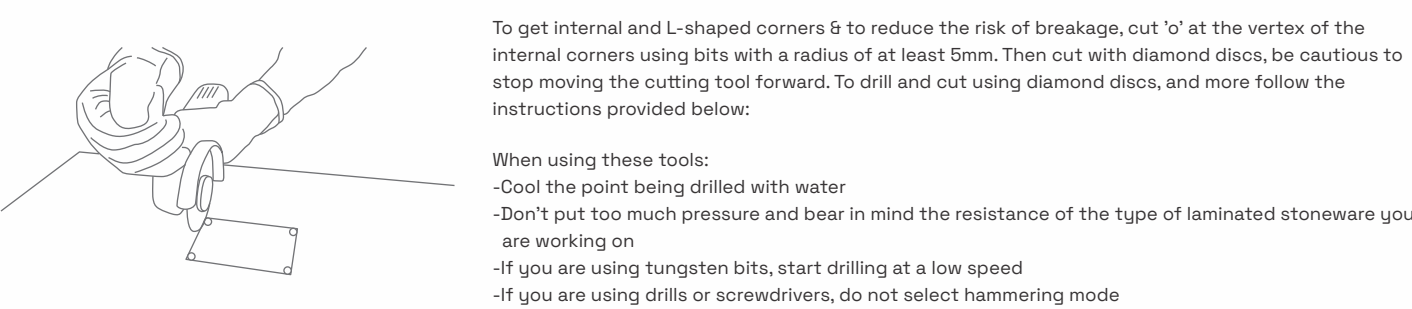 To get internal and L-shaped corners & to reduce the risk of breakage, cut 'o' at the vertex of the
internal corners using bits with a radius of at least 5mm. Then cut with diamond discs, be cautious to
stop moving the cutting tool forward. To drill and cut using diamond discs, and more follow the
instructions provided below:
When using these tools:
-Cool the point being drilled with water
-Don't put too much pressure and bear in mind the resistance of the type of laminated stoneware you
are working on
-If you are using tungsten bits, start drilling at a low speed
-If you are using drills or screwdrivers, do not select hammering mode